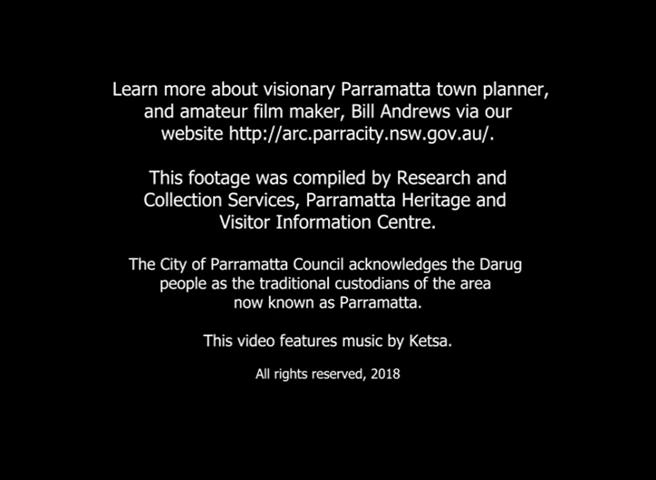 Learn more about visionary Parramatta town planner,
and amateur film maker, Bill Andrews via our
website http://arc.parracity.nsw.gov.au/.
This footage was compiled by Research and
Collection Services, Parramatta Heritage and
Visitor Information Centre.
The City of Parramatta Council acknowledges the Darug
people as the traditional custodians of the area
now known as Parramatta.
This video features music by Ketsa.
All rights reserved, 2018